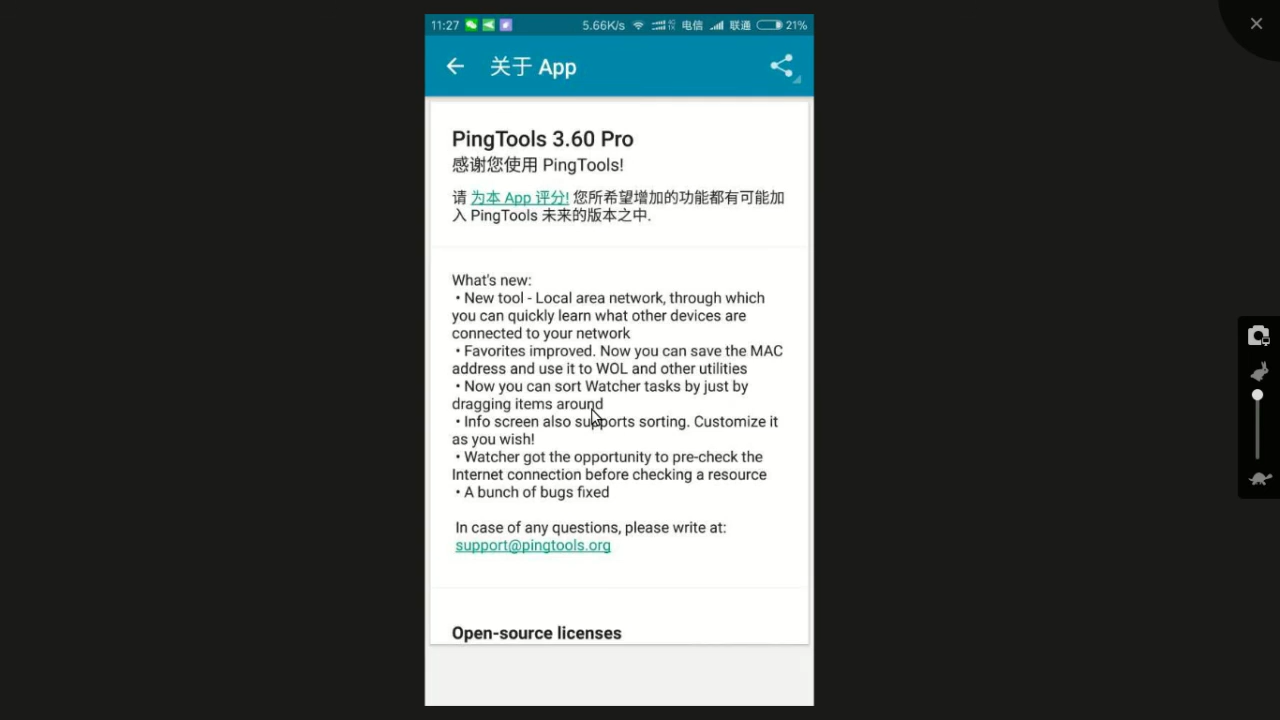 11:27 5.66K/s 电信 联通 21%
关于 App
PingTools 3.60 Pro
感谢您使用 PingTools!
请 为本 App 评分! 您所希望增加的功能都有可能加
入 PingTools 未来的版本之中.
What's new:
• New tool - Local area network, through which
you can quickly learn what other devices are
connected to your network
• Favorites improved. Now you can save the MAC
address and use it to WOL and other utilities
• Now you can sort Watcher tasks by just by
dragging items around
• Info screen also supports sorting. Customize it
as you wish!
• Watcher got the opportunity to pre-check the
Internet connection before checking a resource
• A bunch of bugs fixed
In case of any questions, please write at:
support@pingtools.org
Open-source licenses